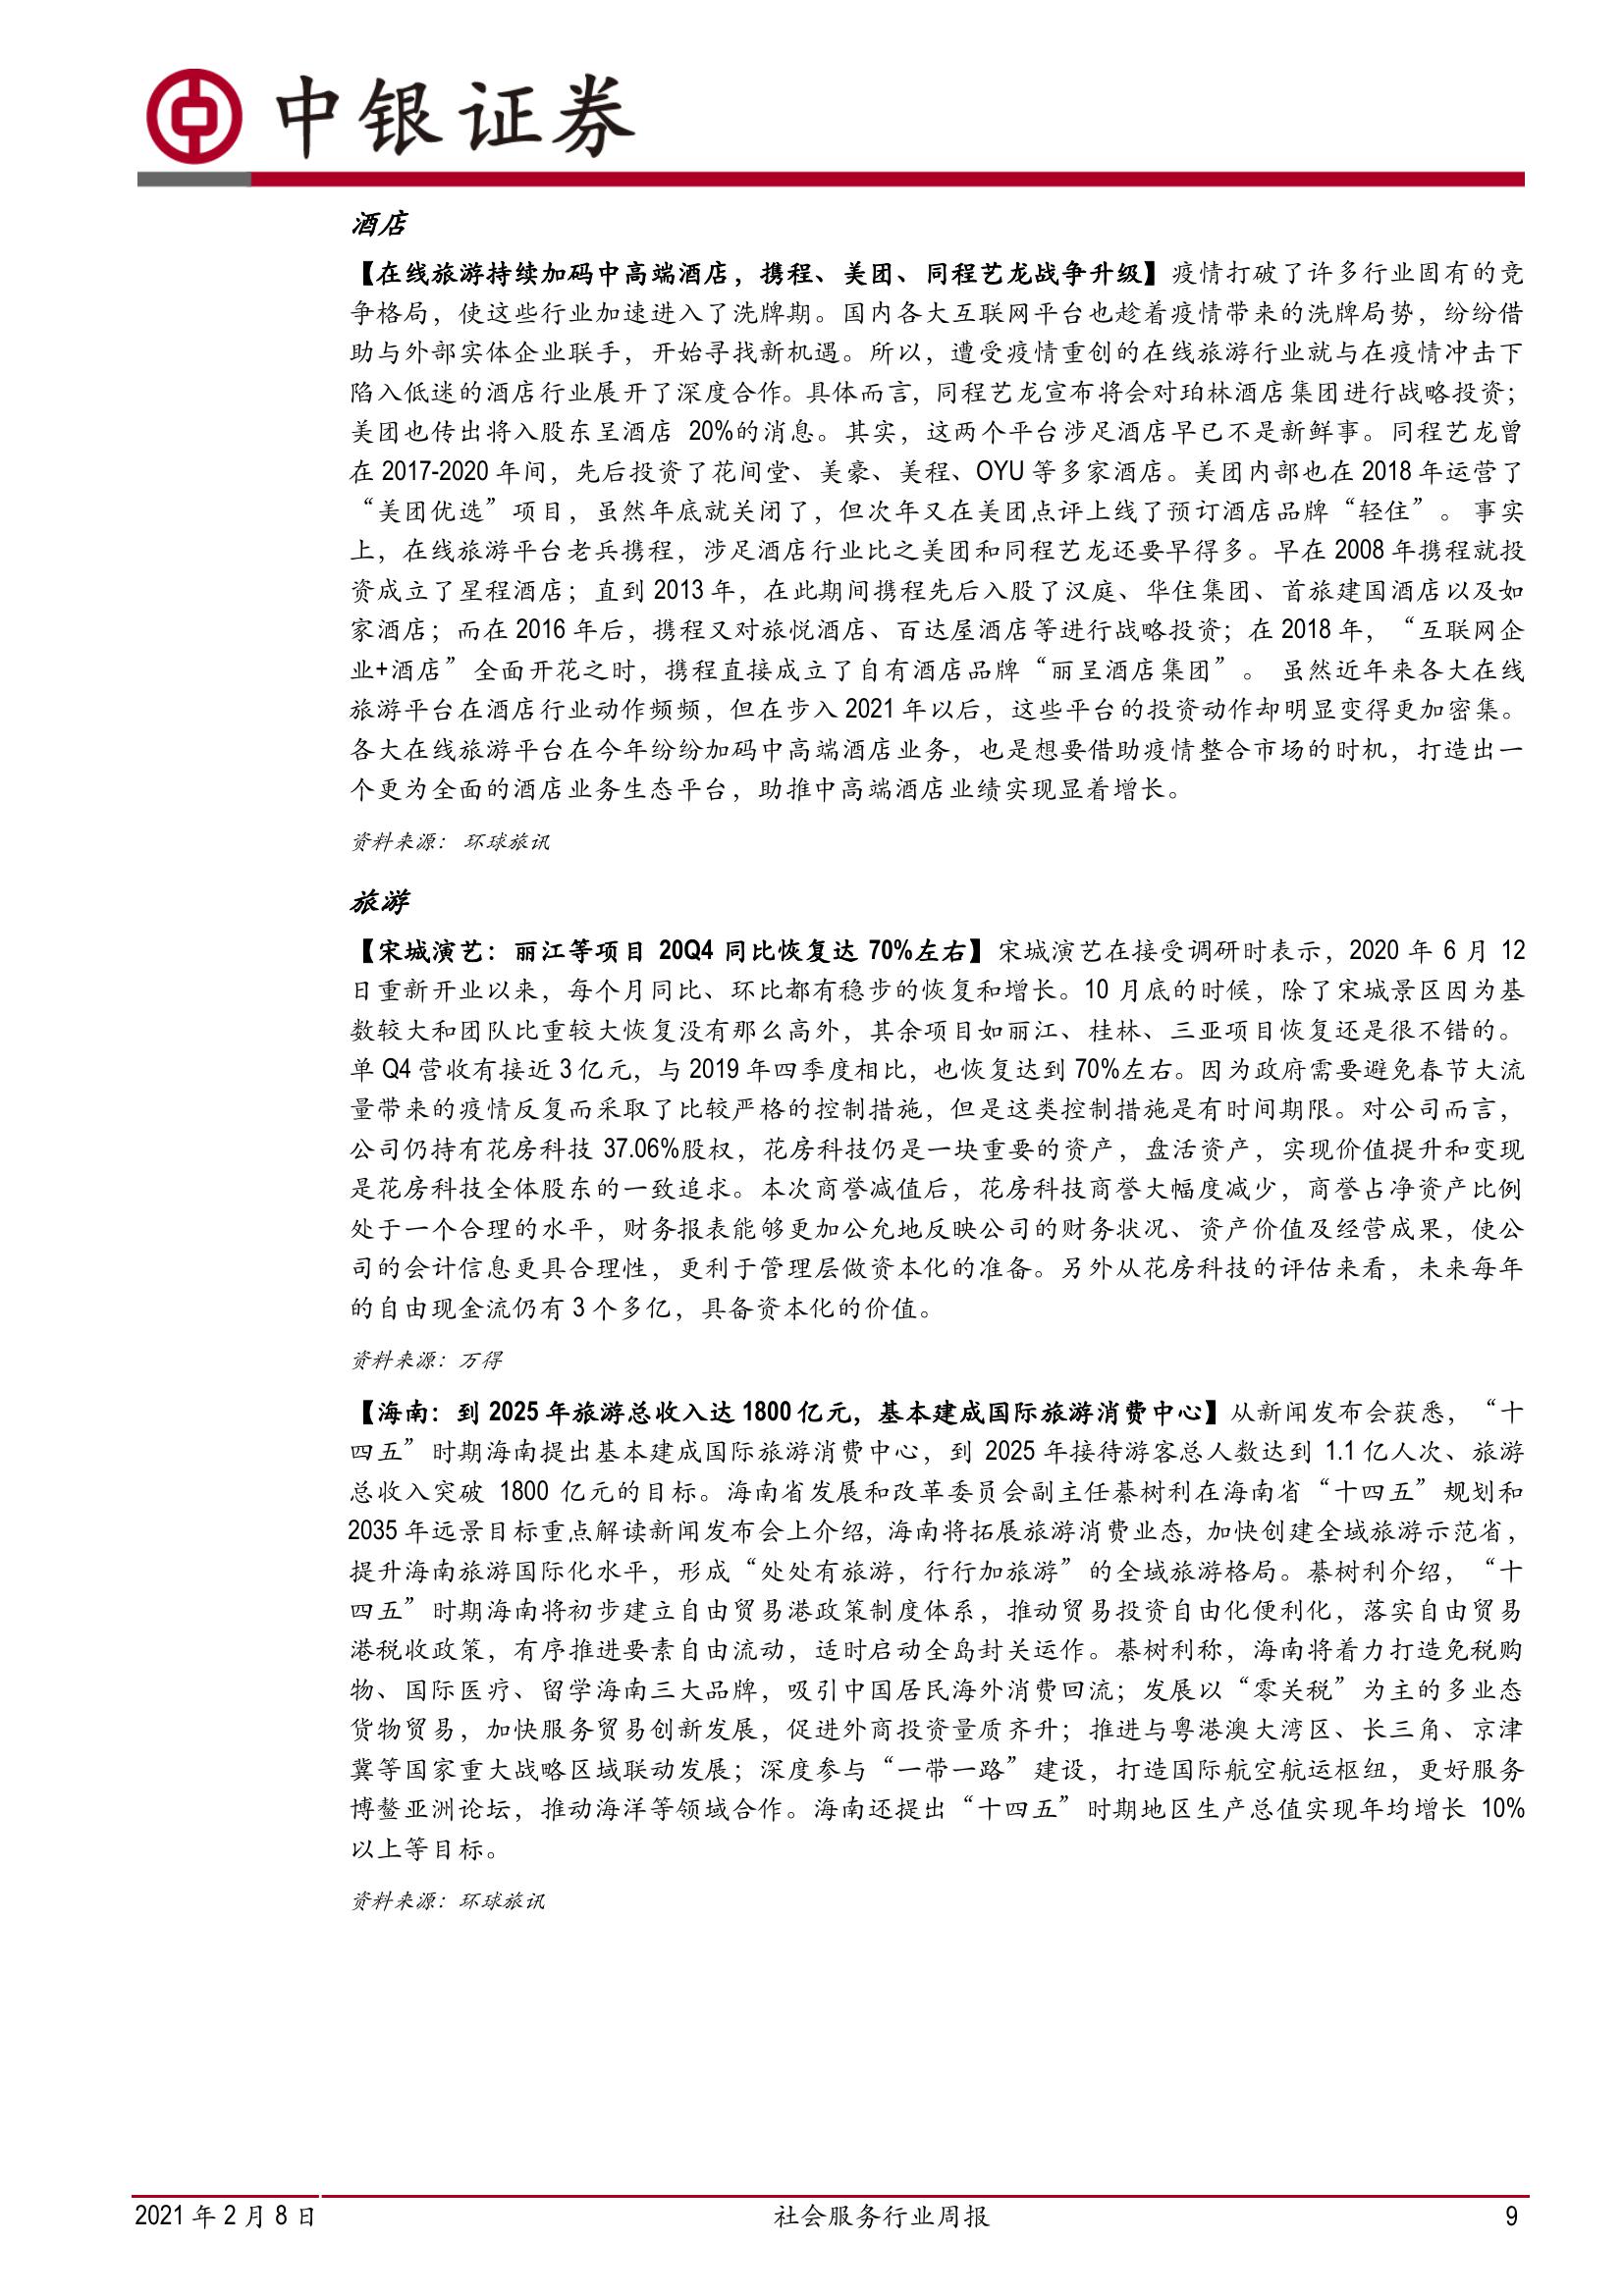 中银证券
酒店
【在线旅游持续加码中高端酒店，携程、美团、同程艺龙战争升级】疫情打破了许多行业固有的竞
争格局，使这些行业加速进入了洗牌期。国内各大互联网平台也趁着疫情带来的洗牌局势，纷纷借
助与外部实体企业联手，开始寻找新机遇。所以，遭受疫情重创的在线旅游行业就与在疫情冲击下
陷入低迷的酒店行业展开了深度合作。具体而言，同程艺龙宣布将会对珀林酒店集团进行战略投资；
美团也传出将入股东呈酒店 20%的消息。其实，这两个平台涉足酒店早已不是新鲜事。同程艺龙曾
在 2017-2020 年间，先后投资了花间堂、美豪、美程、OYU 等多家酒店。美团内部也在 2018 年运营了
“美团优选”项目，虽然年底就关闭了，但次年又在美团点评上线了预订酒店品牌“轻住”。 事实
上，在线旅游平台老兵携程，涉足酒店行业比之美团和同程艺龙还要早得多。早在 2008 年携程就投
资成立了星程酒店；直到 2013 年，在此期间携程先后入股了汉庭、华住集团、首旅建国酒店以及如
家酒店；而在 2016 年后，携程又对旅悦酒店、百达屋酒店等进行战略投资；在 2018 年，“互联网企
业+酒店”全面开花之时，携程直接成立了自有酒店品牌“丽呈酒店集团”。 虽然近年来各大在线
旅游平台在酒店行业动作频频，但在步入 2021 年以后，这些平台的投资动作却明显变得更加密集。
各大在线旅游平台在今年纷纷加码中高端酒店业务，也是想要借助疫情整合市场的时机，打造出一
个更为全面的酒店业务生态平台，助推中高端酒店业绩实现显着增长。
资料来源： 环球旅讯
旅游
【宋城演艺：丽江等项目 20Q4 同比恢复达 70%左右】宋城演艺在接受调研时表示，2020 年 6 月 12
日重新开业以来，每个月同比、环比都有稳步的恢复和增长。10 月底的时候，除了宋城景区因为基
数较大和团队比重较大恢复没有那么高外，其余项目如丽江、桂林、三亚项目恢复还是很不错的。
单 Q4 营收有接近 3 亿元，与 2019 年四季度相比，也恢复达到 70%左右。因为政府需要避免春节大流
量带来的疫情反复而采取了比较严格的控制措施，但是这类控制措施是有时间期限。对公司而言，
公司仍持有花房科技 37.06%股权，花房科技仍是一块重要的资产，盘活资产，实现价值提升和变现
是花房科技全体股东的一致追求。本次商誉减值后，花房科技商誉大幅度减少，商誉占净资产比例
处于一个合理的水平，财务报表能够更加公允地反映公司的财务状况、资产价值及经营成果，使公
司的会计信息更具合理性，更利于管理层做资本化的准备。另外从花房科技的评估来看，未来每年
的自由现金流仍有 3 个多亿，具备资本化的价值。
资料来源：万得
【海南：到 2025 年旅游总收入达 1800 亿元，基本建成国际旅游消费中心】从新闻发布会获悉，“十
四五”时期海南提出基本建成国际旅游消费中心，到 2025 年接待游客总人数达到 1.1 亿人次、旅游
总收入突破 1800 亿元的目标。海南省发展和改革委员会副主任綦树利在海南省“十四五”规划和
2035 年远景目标重点解读新闻发布会上介绍，海南将拓展旅游消费业态，加快创建全域旅游示范省，
提升海南旅游国际化水平，形成“处处有旅游，行行加旅游”的全域旅游格局。綦树利介绍，“十
四五”时期海南将初步建立自由贸易港政策制度体系，推动贸易投资自由化便利化，落实自由贸易
港税收政策，有序推进要素自由流动，适时启动全岛封关运作。綦树利称，海南将着力打造免税购
物、国际医疗、留学海南三大品牌，吸引中国居民海外消费回流；发展以“零关税”为主的多业态
货物贸易，加快服务贸易创新发展，促进外商投资量质齐升；推进与粤港澳大湾区、长三角、京津
冀等国家重大战略区域联动发展；深度参与“一带一路”建设，打造国际航空航运枢纽，更好服务
博鳌亚洲论坛，推动海洋等领域合作。海南还提出“十四五”时期地区生产总值实现年均增长 10%
以上等目标。
资料来源：环球旅讯
2021 年 2 月 8 日
社会服务行业周报
9